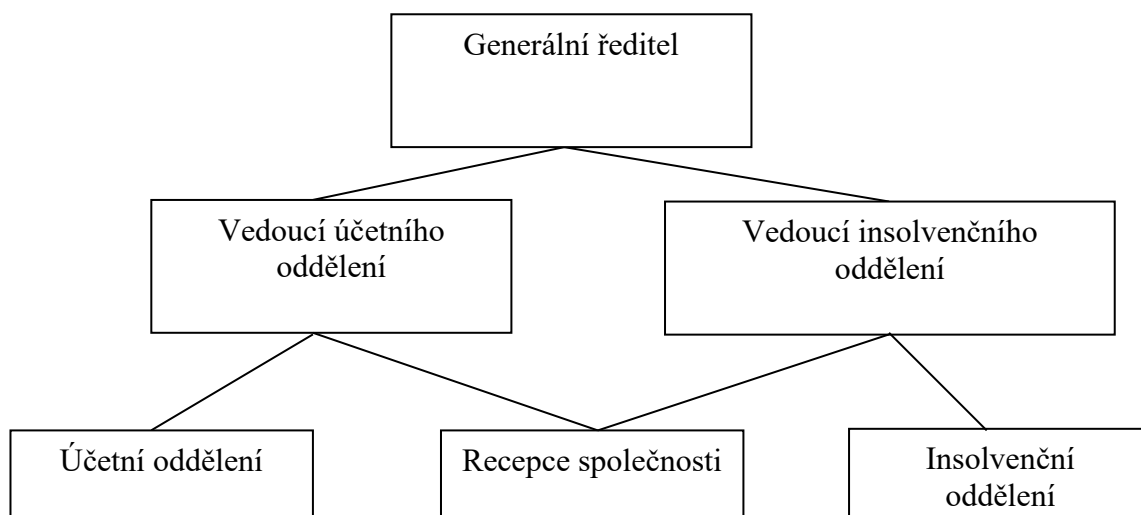 Generální ředitel
Vedoucí účetního
oddělení
Vedoucí insolvenčního
oddělení
Účetní oddělení
Recepce společnosti
Insolvenční
oddělení